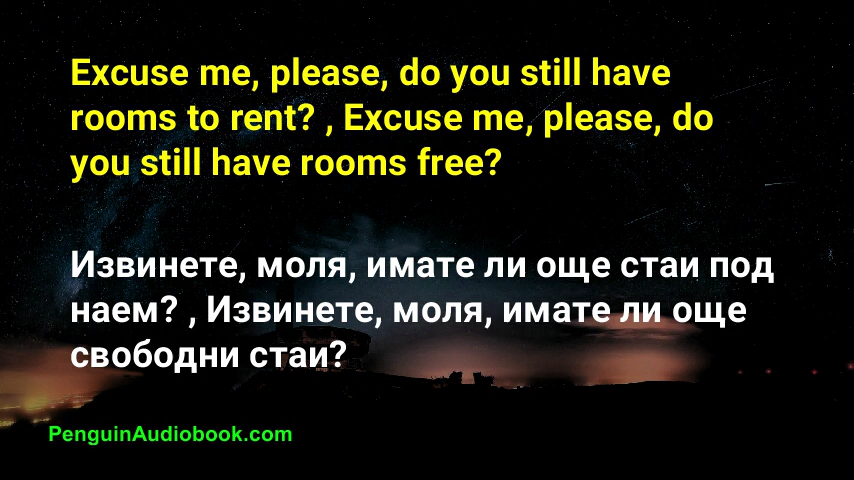 Excuse me, please, do you still have
rooms to rent? , Excuse me, please, do
you still have rooms free?
Извинете, моля, имате ли още стаи под
наем? , Извинете, моля, имате ли още
свободни стаи?
PenguinAudiobook.com